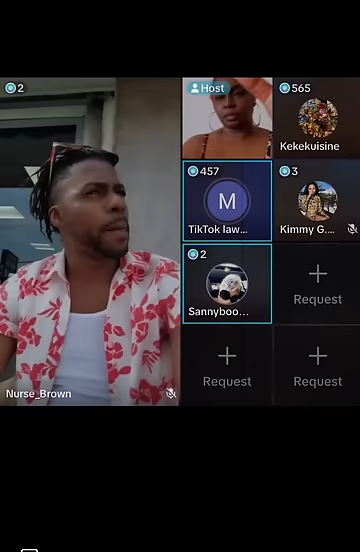 2
Host
565
Kekekuisine
457
M
TikTok law...
3
Kimmy G....
2
Sannyboo...
Request
Request
Request
Nurse_Brown